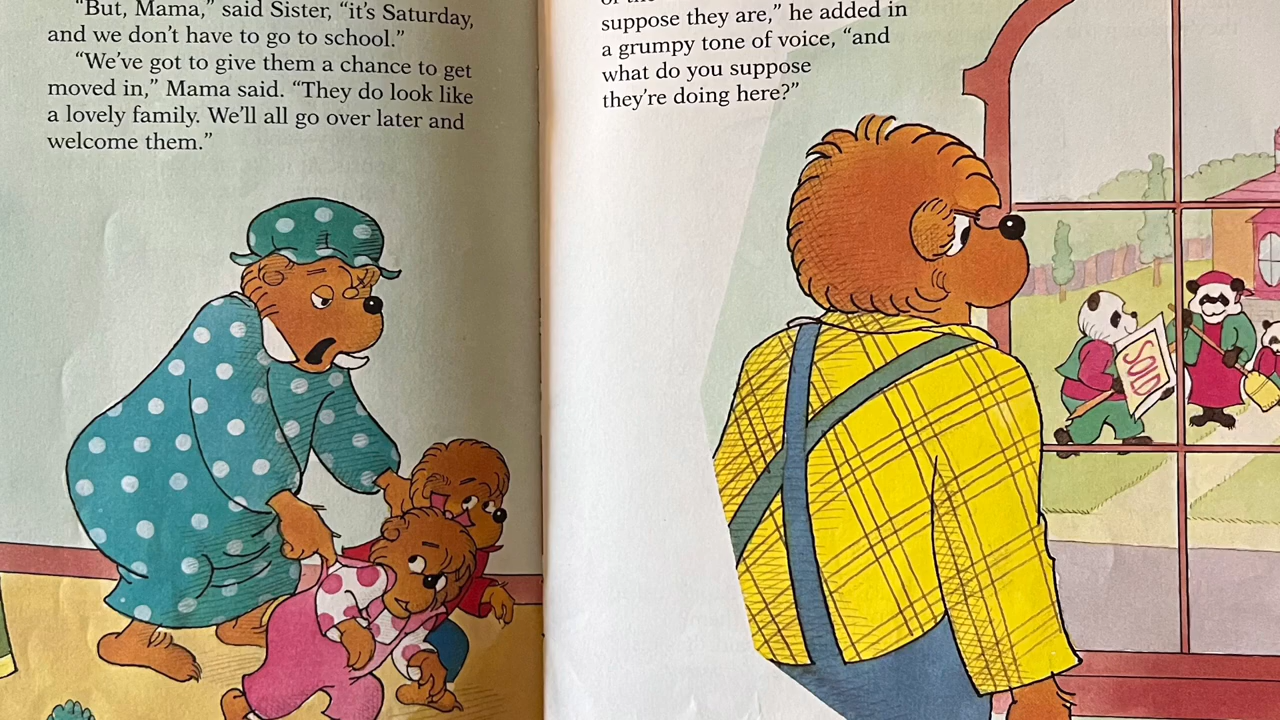 “But, Mama,” said Sister, “it’s Saturday,
and we don’t have to go to school.”
“We’ve got to give them a chance to get
moved in,” Mama said. “They do look like
a lovely family. We’ll all go over later and
welcome them.”
suppose they are,” he added in
a grumpy tone of voice, “and
what do you suppose
they’re doing here?”
SOLD